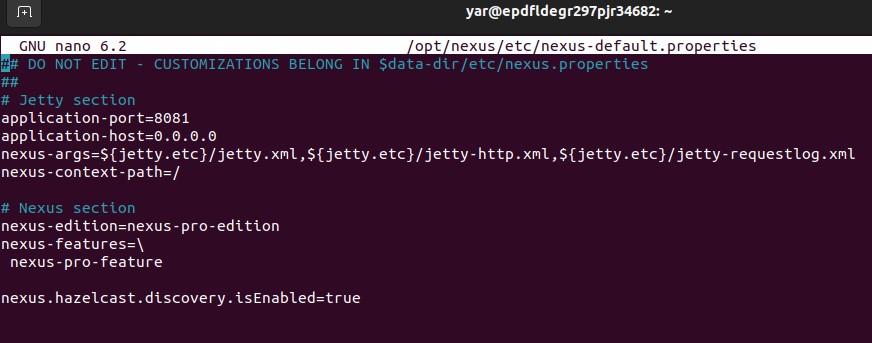 yar@epdfldegr297pjr34682: ~
GNU nano 6.2 /opt/nexus/etc/nexus-default.properties
## DO NOT EDIT - CUSTOMIZATIONS BELONG IN $data-dir/etc/nexus.properties
##
# Jetty section
application-port=8081
application-host=0.0.0.0
nexus-args=${jetty.etc}/jetty.xml,${jetty.etc}/jetty-http.xml,${jetty.etc}/jetty-requestlog.xml
nexus-context-path=/
# Nexus section
nexus-edition=nexus-pro-edition
nexus-features=\
 nexus-pro-feature
nexus.hazelcast.discovery.isEnabled=true